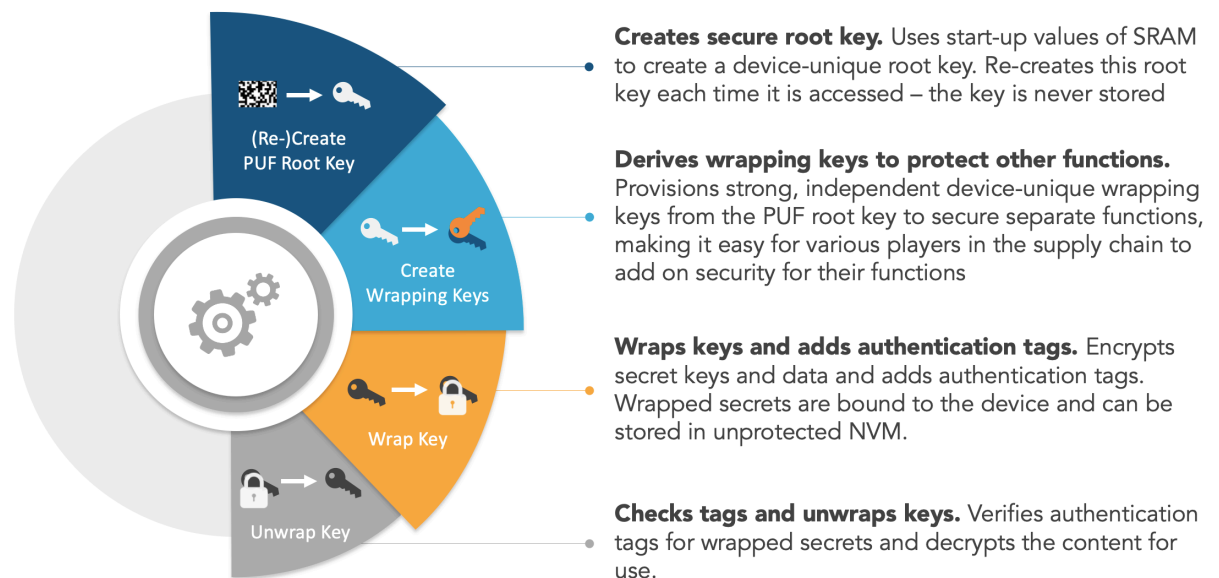 (Re-)Create
PUF Root Key
Creates secure root key. Uses start-up values of SRAM
to create a device-unique root key. Re-creates this root
key each time it is accessed – the key is never stored
Create
Wrapping Keys
Derives wrapping keys to protect other functions.
Provisions strong, independent device-unique wrapping
keys from the PUF root key to secure separate functions,
making it easy for various players in the supply chain to
add on security for their functions
Wrap Key
Wraps keys and adds authentication tags. Encrypts
secret keys and data and adds authentication tags.
Wrapped secrets are bound to the device and can be
stored in unprotected NVM.
Unwrap Key
Checks tags and unwraps keys. Verifies authentication
tags for wrapped secrets and decrypts the content for
use.